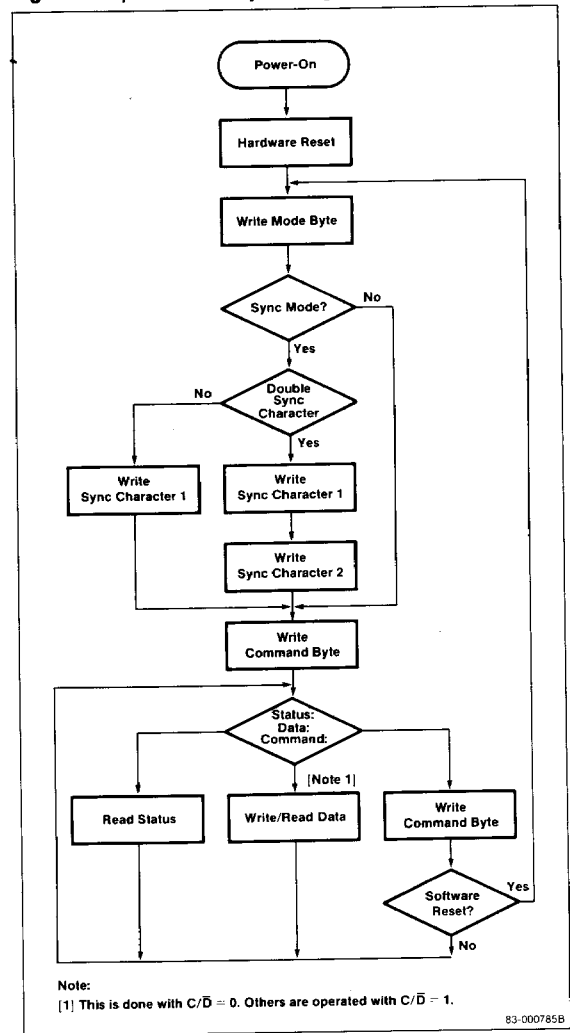 Power-On
Hardware Reset
Write Mode Byte
Sync Mode?
No
Yes
Double
Sync
Character
No
Yes
Write
Sync Character 1
Write
Sync Character 1
Write
Sync Character 2
Write
Command Byte
Status:
Data:
Command:
[Note 1]
Read Status
Write/Read Data
Write
Command Byte
Software
Reset?
Yes
No
Note:
[1] This is done with C/D̅ = 0. Others are operated with C/D̅ = 1.
83-000785B